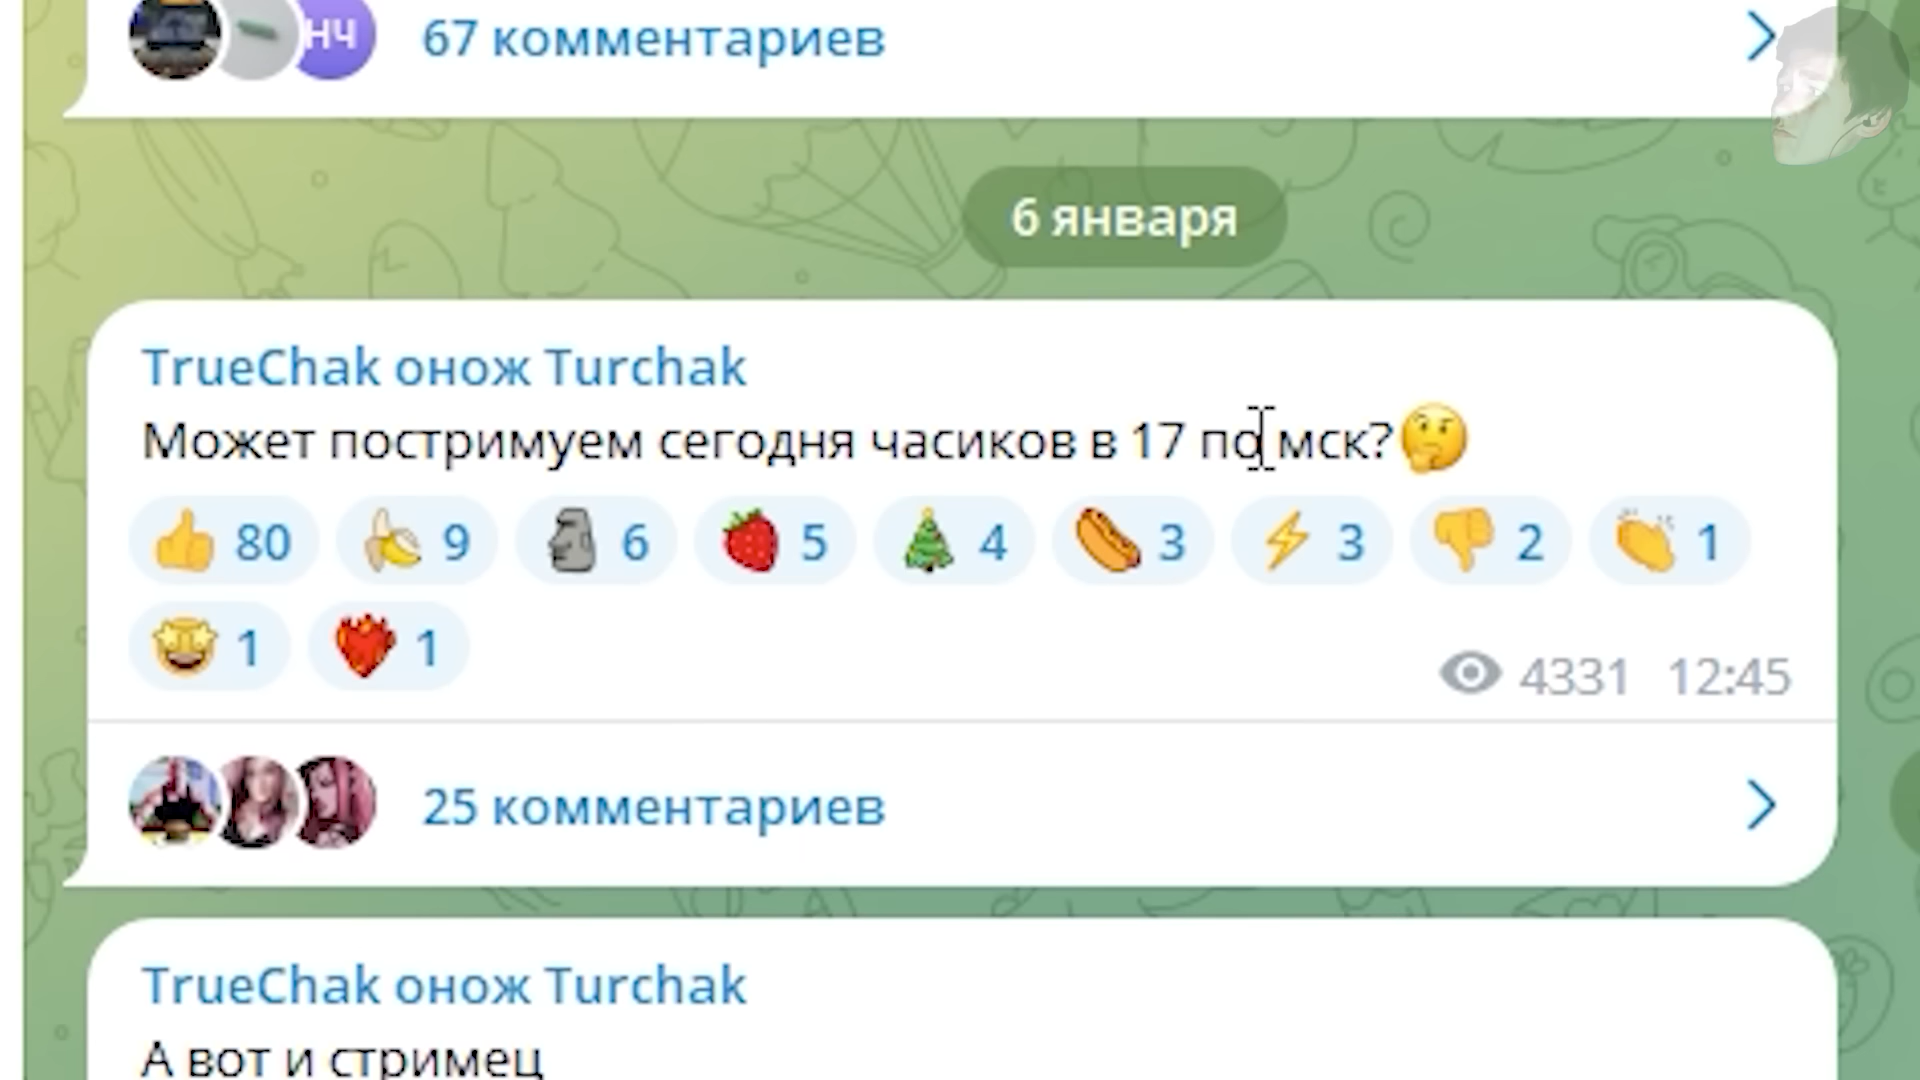 НЧ 67 комментариев
6 января
TrueChak онож Turchak
Может постримуем сегодня часиков в 17 по мск?🤔
👍 80 🍌 9 🗿 6 🍓 5 🎄 4 🌭 3 ⚡ 3 👎 2 👏 1
🤩 1 ❤️‍🔥 1
4331 12:45
25 комментариев
TrueChak онож Turchak
А вот и стримец